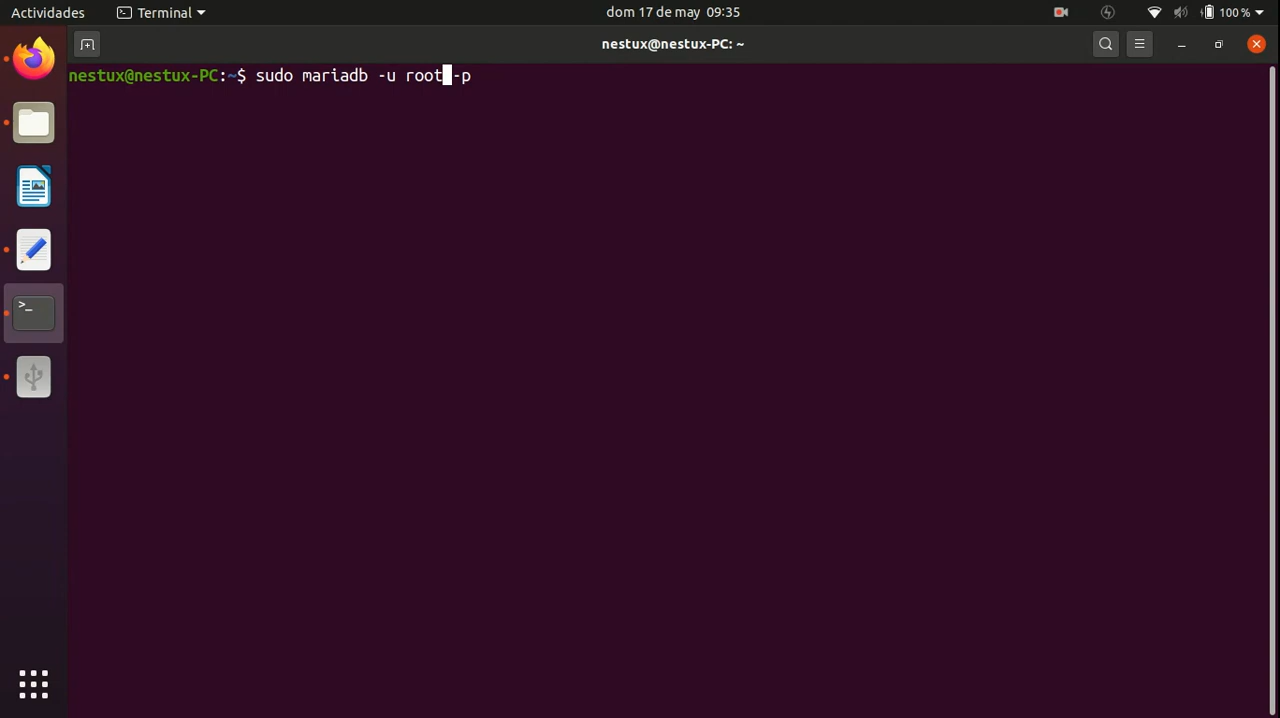 Actividades Terminal dom 17 de may 09:35 100 %
nestux@nestux-PC: ~
nestux@nestux-PC:~$ sudo mariadb -u root -p
>_